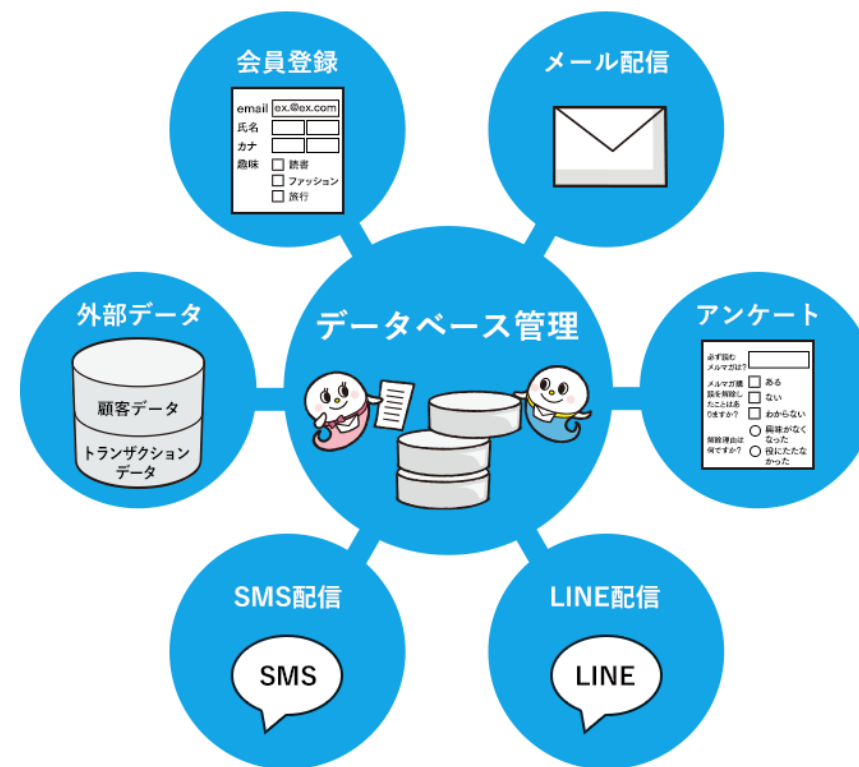 会員登録
email ex.@ex.com
氏名
カナ
趣味 読書
ファッション
旅行
メール配信
外部データ
顧客データ
トランザクション
データ
データベース管理
アンケート
必ず読む
メルマガは?
メルマガ購
読を解除し
たことはあ
りますか?
ある
ない
わからない
解除理由は
何ですか?
興味がなく
なった
役にたたな
かった
SMS配信
SMS
LINE配信
LINE